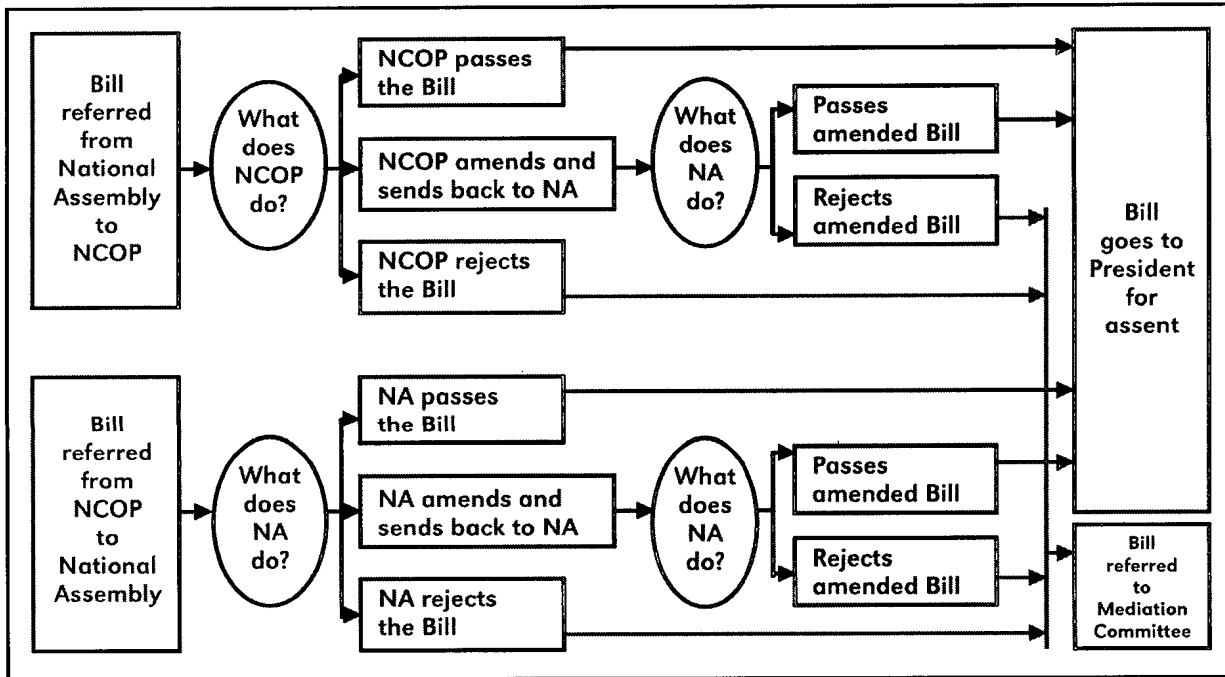 Bill
referred
from
National
Assembly
to
NCOP
What
does
NCOP
do?
NCOP passes
the Bill
NCOP amends and
sends back to NA
NCOP rejects
the Bill
What
does
NA
do?
Passes
amended Bill
Rejects
amended Bill
Bill
goes to
President
for
assent
Bill
referred
from
NCOP
to
National
Assembly
What
does
NA
do?
NA passes
the Bill
NA amends and
sends back to NA
NA rejects
the Bill
What
does
NA
do?
Passes
amended Bill
Rejects
amended Bill
Bill
referred
to
Mediation
Committee